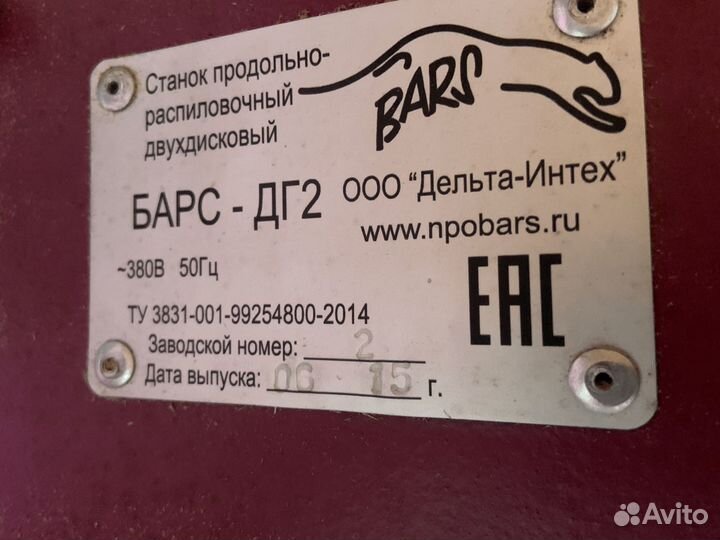 Станок продольно-
распиловочный
двухдисковый
BARS
БАРС - ДГ2
ООО "Дельта-Интех"
www.npobars.ru
~380В 50Гц
ТУ 3831-001-99254800-2014
EAC
Заводской номер: 2
Дата выпуска: 06 15 г.
Avito